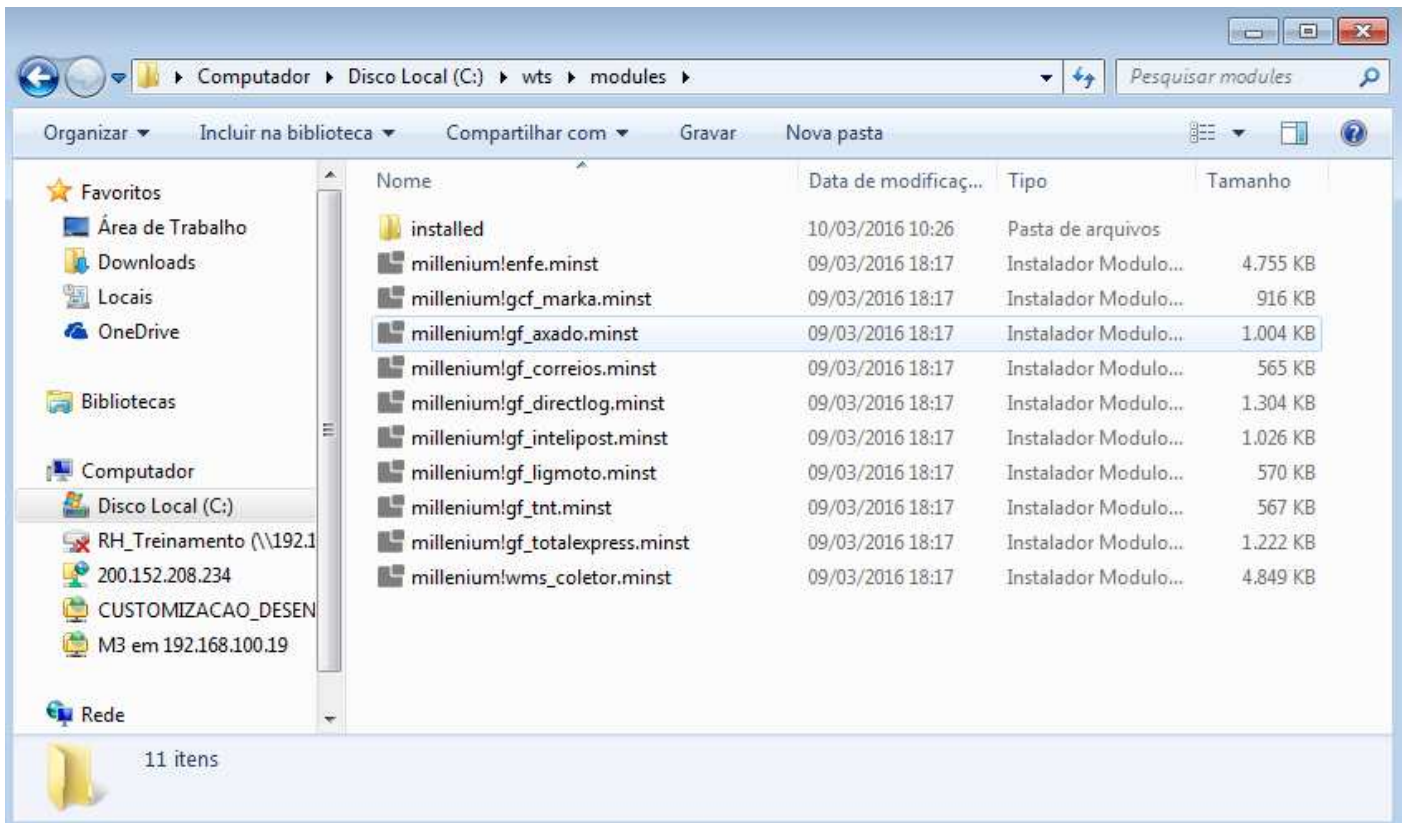 Computador Disco Local (C:) wts modules Pesquisar modules
Organizar Incluir na biblioteca Compartilhar com Gravar Nova pasta
Favoritos
Área de Trabalho
Downloads
Locais
OneDrive
Bibliotecas
Computador
Disco Local (C:)
RH_Treinamento (\\192.1
200.152.208.234
CUSTOMIZACAO_DESEN
M3 em 192.168.100.19
Rede
Nome Data de modificaç... Tipo Tamanho
installed 10/03/2016 10:26 Pasta de arquivos
millenium!enfe.minst 09/03/2016 18:17 Instalador Modulo... 4.755 KB
millenium!gcf_marka.minst 09/03/2016 18:17 Instalador Modulo... 916 KB
millenium!gf_axado.minst 09/03/2016 18:17 Instalador Modulo... 1.004 KB
millenium!gf_correios.minst 09/03/2016 18:17 Instalador Modulo... 565 KB
millenium!gf_directlog.minst 09/03/2016 18:17 Instalador Modulo... 1.304 KB
millenium!gf_intelipost.minst 09/03/2016 18:17 Instalador Modulo... 1.026 KB
millenium!gf_ligmoto.minst 09/03/2016 18:17 Instalador Modulo... 570 KB
millenium!gf_tnt.minst 09/03/2016 18:17 Instalador Modulo... 567 KB
millenium!gf_totalexpress.minst 09/03/2016 18:17 Instalador Modulo... 1.222 KB
millenium!wms_coletor.minst 09/03/2016 18:17 Instalador Modulo... 4.849 KB
11 itens